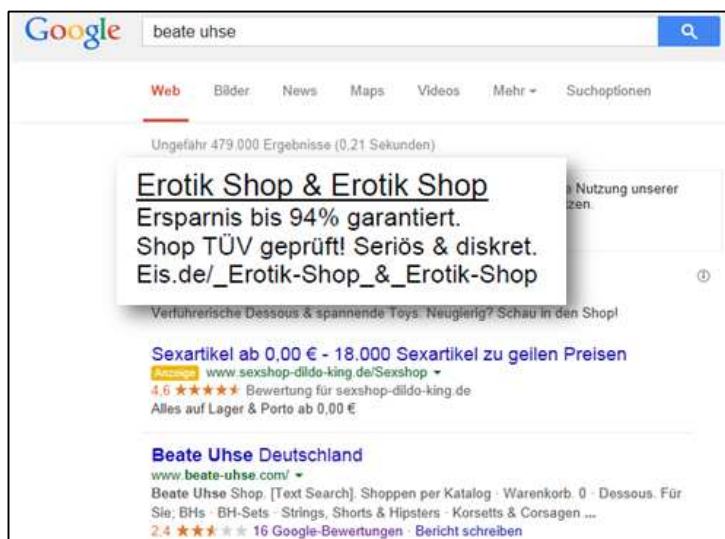 Google beate uhse
Web Bilder News Maps Videos Mehr Suchoptionen
Ungefähr 479.000 Ergebnisse (0,21 Sekunden)
Nutzung unserer
Erotik Shop & Erotik Shop
Ersparnis bis 94% garantiert.
Shop TÜV geprüft! Seriös & diskret.
Eis.de/_Erotik-Shop_&_Erotik-Shop
Verführerische Dessous & spannende Toys. Neugierig? Schau in den Shop!
Sexartikel ab 0,00 € - 18.000 Sexartikel zu geilen Preisen
Anzeige www.sexshop-dildo-king.de/Sexshop
4,6 ★★★★★ Bewertung für sexshop-dildo-king.de
Alles auf Lager & Porto ab 0,00 €
Beate Uhse Deutschland
www.beate-uhse.com/
Beate Uhse Shop. [Text Search]. Shoppen per Katalog · Warenkorb. 0 · Dessous. Für
Sie; BHs · BH-Sets · Strings, Shorts & Hipsters · Korsetts & Corsagen ...
2,4 ★★★★★ 16 Google-Bewertungen · Bericht schreiben